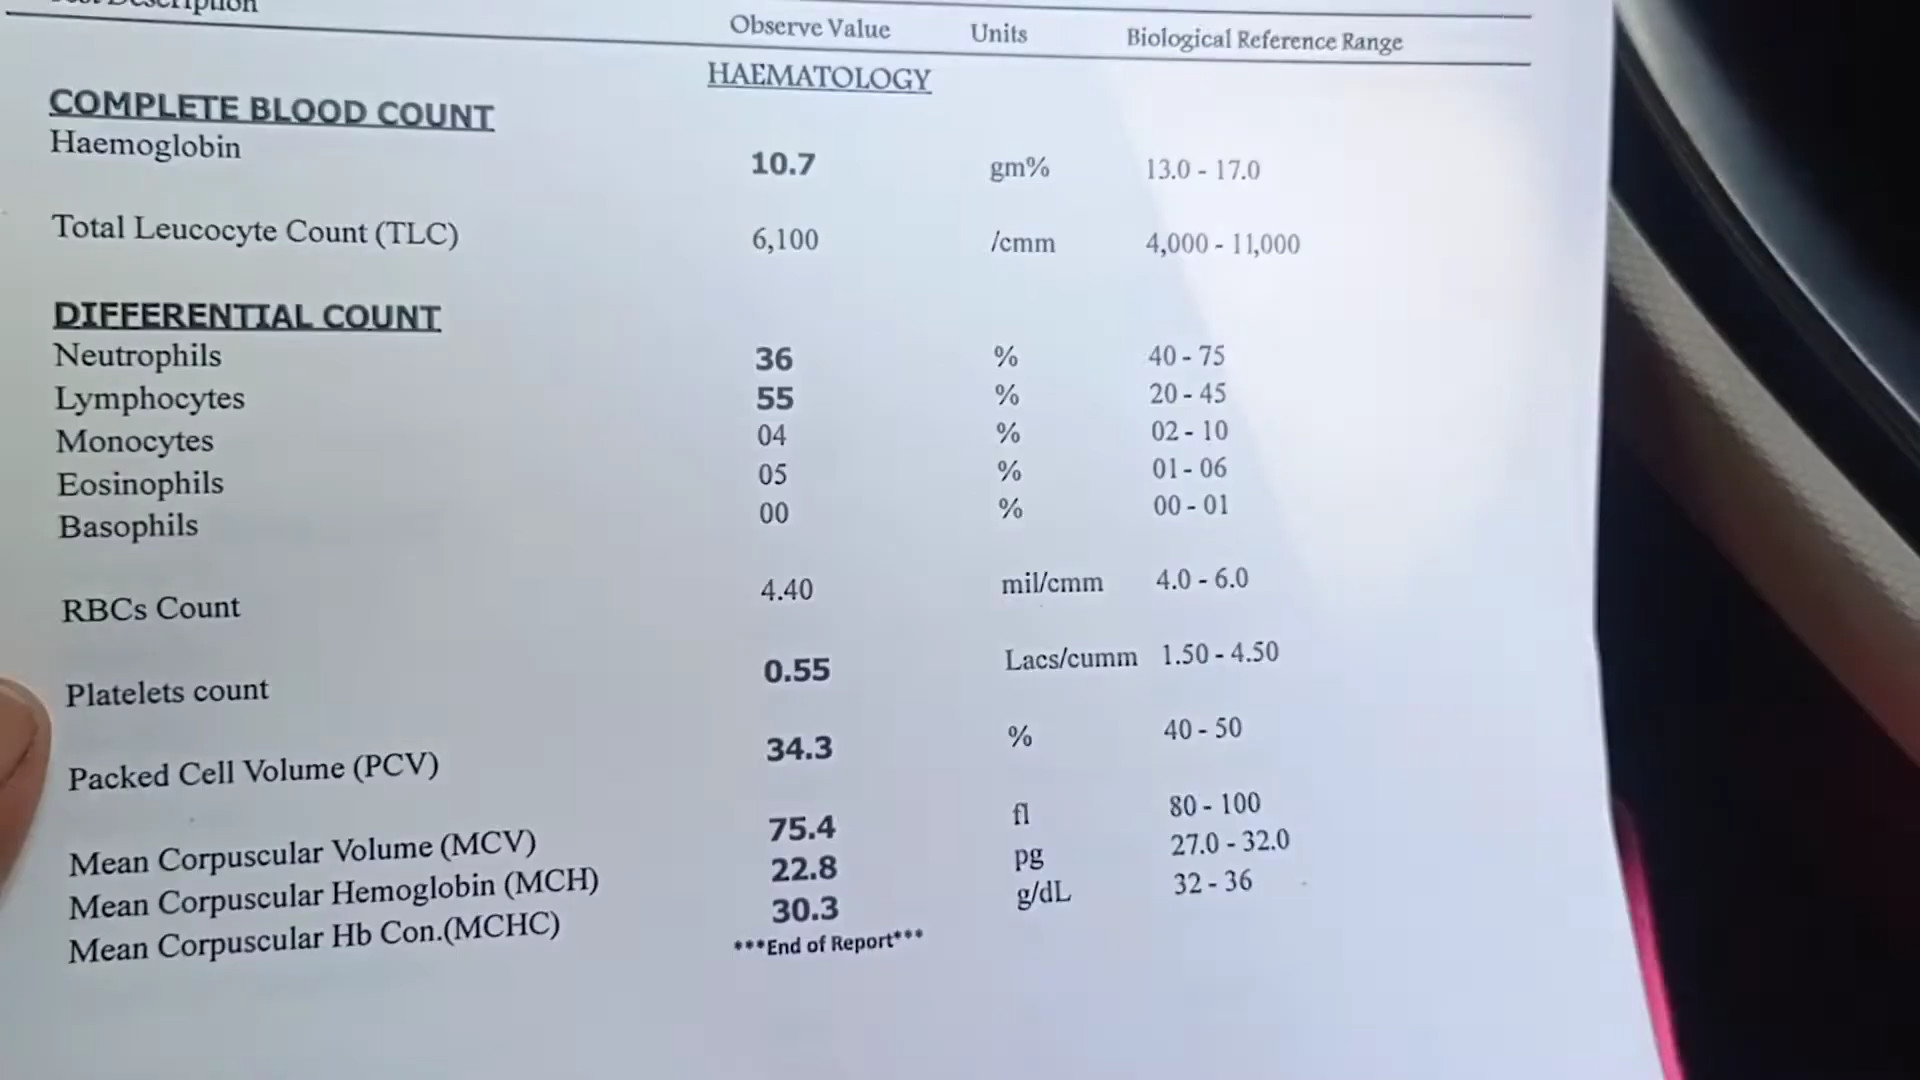 Description
Observe Value Units Biological Reference Range
HAEMATOLOGY
COMPLETE BLOOD COUNT
Haemoglobin 10.7 gm% 13.0 - 17.0
Total Leucocyte Count (TLC) 6,100 /cmm 4,000 - 11,000
DIFFERENTIAL COUNT
Neutrophils 36 % 40 - 75
Lymphocytes 55 % 20 - 45
Monocytes 04 % 02 - 10
Eosinophils 05 % 01 - 06
Basophils 00 % 00 - 01
RBCs Count 4.40 mil/cmm 4.0 - 6.0
Platelets count 0.55 Lacs/cumm 1.50 - 4.50
Packed Cell Volume (PCV) 34.3 % 40 - 50
Mean Corpuscular Volume (MCV) 75.4 fl 80 - 100
Mean Corpuscular Hemoglobin (MCH) 22.8 pg 27.0 - 32.0
Mean Corpuscular Hb Con.(MCHC) 30.3 g/dL 32 - 36
***End of Report***